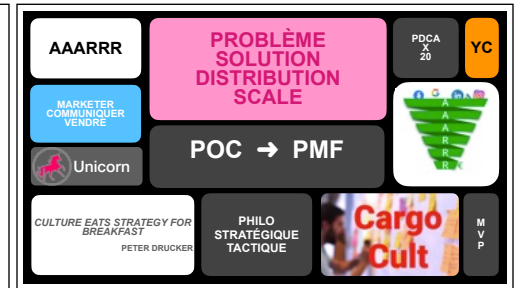 AAARRR
PROBLÈME
SOLUTION
DISTRIBUTION
SCALE
PDCA
X
20
YC
MARKETER
COMMUNIQUER
VENDRE
Unicorn
POC ➜ PMF
A
A
A
R
R
R
CULTURE EATS STRATEGY FOR
BREAKFAST
PETER DRUCKER
PHILO
STRATÉGIQUE
TACTIQUE
Cargo
Cult
M
V
P